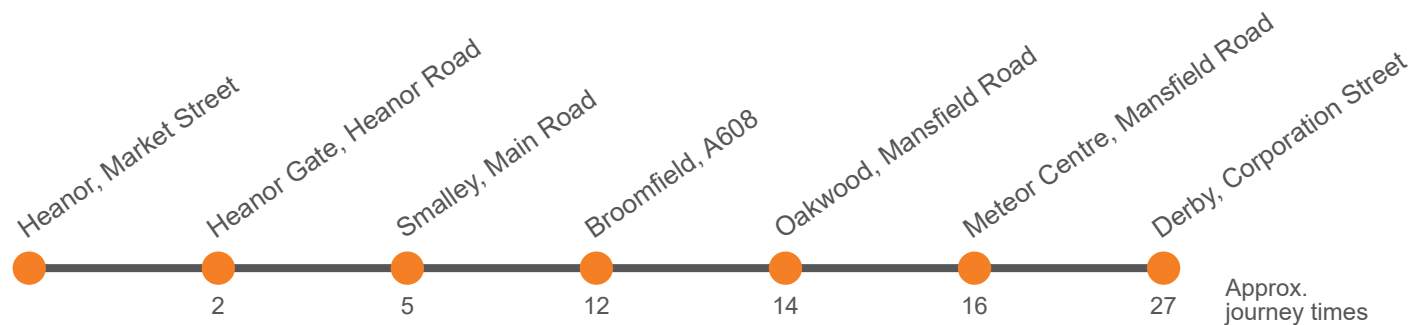 Heanor, Market Street
Heanor Gate, Heanor Road
Smalley, Main Road
Broomfield, A608
Oakwood, Mansfield Road
Meteor Centre, Mansfield Road
Derby, Corporation Street
2
5
12
14
16
27
Approx.
journey times